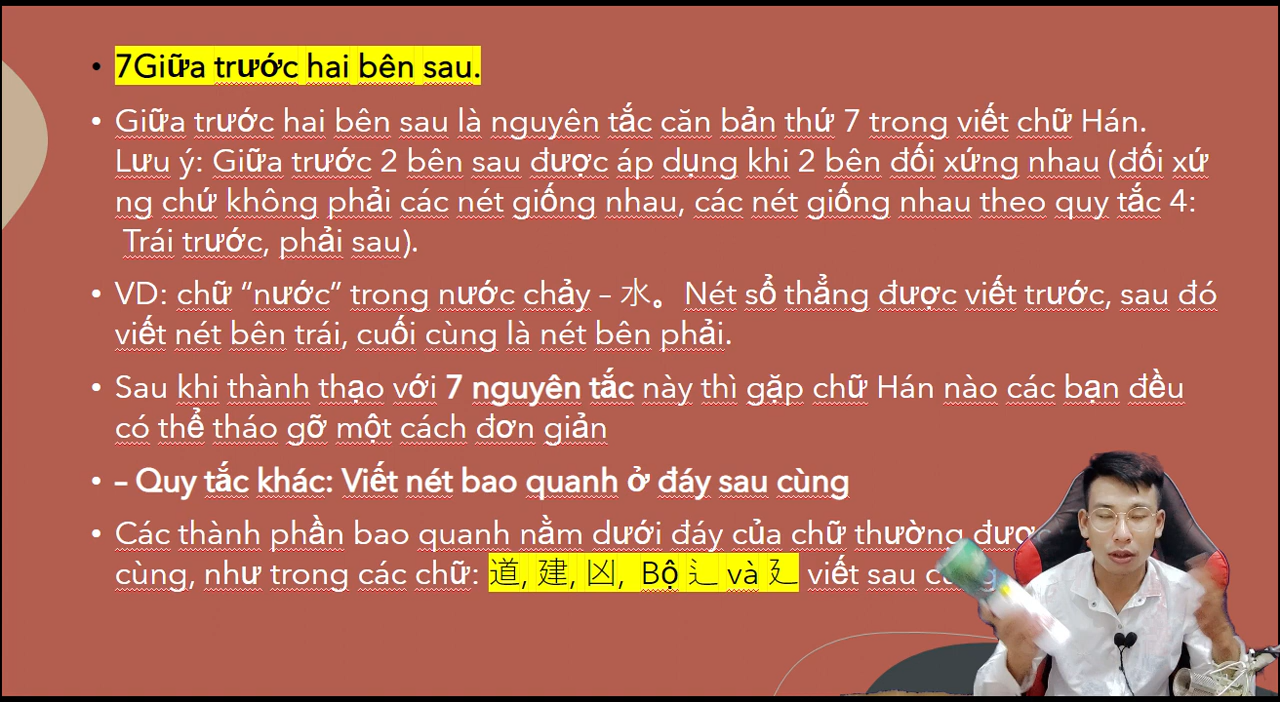 • 7Giữa trước hai bên sau.
• Giữa trước hai bên sau là nguyên tắc căn bản thứ 7 trong viết chữ Hán.
Lưu ý: Giữa trước 2 bên sau được áp dụng khi 2 bên đối xứng nhau (đối xứ
ng chứ không phải các nét giống nhau, các nét giống nhau theo quy tắc 4:
Trái trước, phải sau).
• VD: chữ “nước” trong nước chảy – 水。 Nét sổ thẳng được viết trước, sau đó
viết nét bên trái, cuối cùng là nét bên phải.
• Sau khi thành thạo với 7 nguyên tắc này thì gặp chữ Hán nào các bạn đều
có thể tháo gỡ một cách đơn giản
• – Quy tắc khác: Viết nét bao quanh ở đáy sau cùng
• Các thành phần bao quanh nằm dưới đáy của chữ thường
cùng, như trong các chữ: 道, 建, 凶, Bộ 辶 và 廴 viết sau